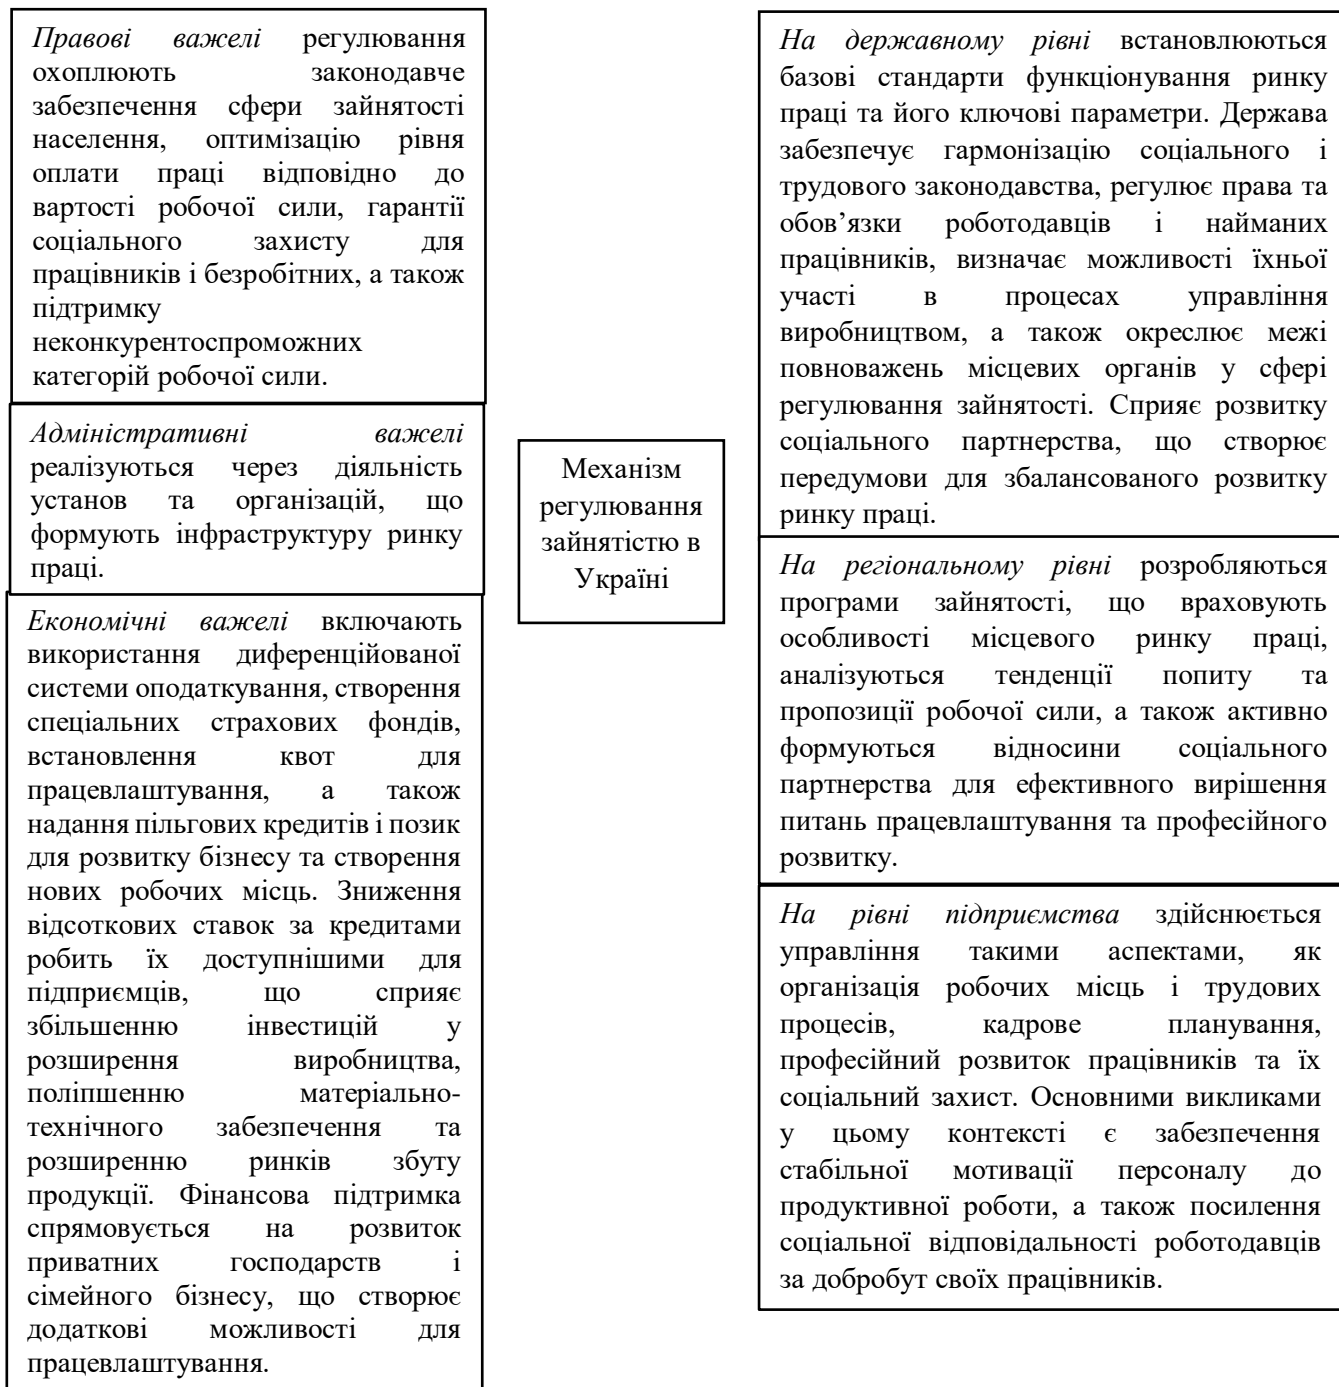 Правові важелі регулювання
охоплюють законодавче
забезпечення сфери зайнятості
населення, оптимізацію рівня
оплати праці відповідно до
вартості робочої сили, гарантії
соціального захисту для
працівників і безробітних, а також
підтримку
неконкурентоспроможних
категорій робочої сили.
Адміністративні важелі
реалізуються через діяльність
установ та організацій, що
формують інфраструктуру ринку
праці.
Економічні важелі включають
використання диференційованої
системи оподаткування, створення
спеціальних страхових фондів,
встановлення квот для
працевлаштування, а також
надання пільгових кредитів і позик
для розвитку бізнесу та створення
нових робочих місць. Зниження
відсоткових ставок за кредитами
робить їх доступнішими для
підприємців, що сприяє
збільшенню інвестицій у
розширення виробництва,
поліпшенню матеріально-
технічного забезпечення та
розширенню ринків збуту
продукції. Фінансова підтримка
спрямовується на розвиток
приватних господарств і
сімейного бізнесу, що створює
додаткові можливості для
працевлаштування.
Механізм
регулювання
зайнятістю в
Україні
На державному рівні встановлюються
базові стандарти функціонування ринку
праці та його ключові параметри. Держава
забезпечує гармонізацію соціального і
трудового законодавства, регулює права та
обов’язки роботодавців і найманих
працівників, визначає можливості їхньої
участі в процесах управління
виробництвом, а також окреслює межі
повноважень місцевих органів у сфері
регулювання зайнятості. Сприяє розвитку
соціального партнерства, що створює
передумови для збалансованого розвитку
ринку праці.
На регіональному рівні розробляються
програми зайнятості, що враховують
особливості місцевого ринку праці,
аналізуються тенденції попиту та
пропозиції робочої сили, а також активно
формуються відносини соціального
партнерства для ефективного вирішення
питань працевлаштування та професійного
розвитку.
На рівні підприємства здійснюється
управління такими аспектами, як
організація робочих місць і трудових
процесів, кадрове планування,
професійний розвиток працівників та їх
соціальний захист. Основними викликами
у цьому контексті є забезпечення
стабільної мотивації персоналу до
продуктивної роботи, а також посилення
соціальної відповідальності роботодавців
за добробут своїх працівників.